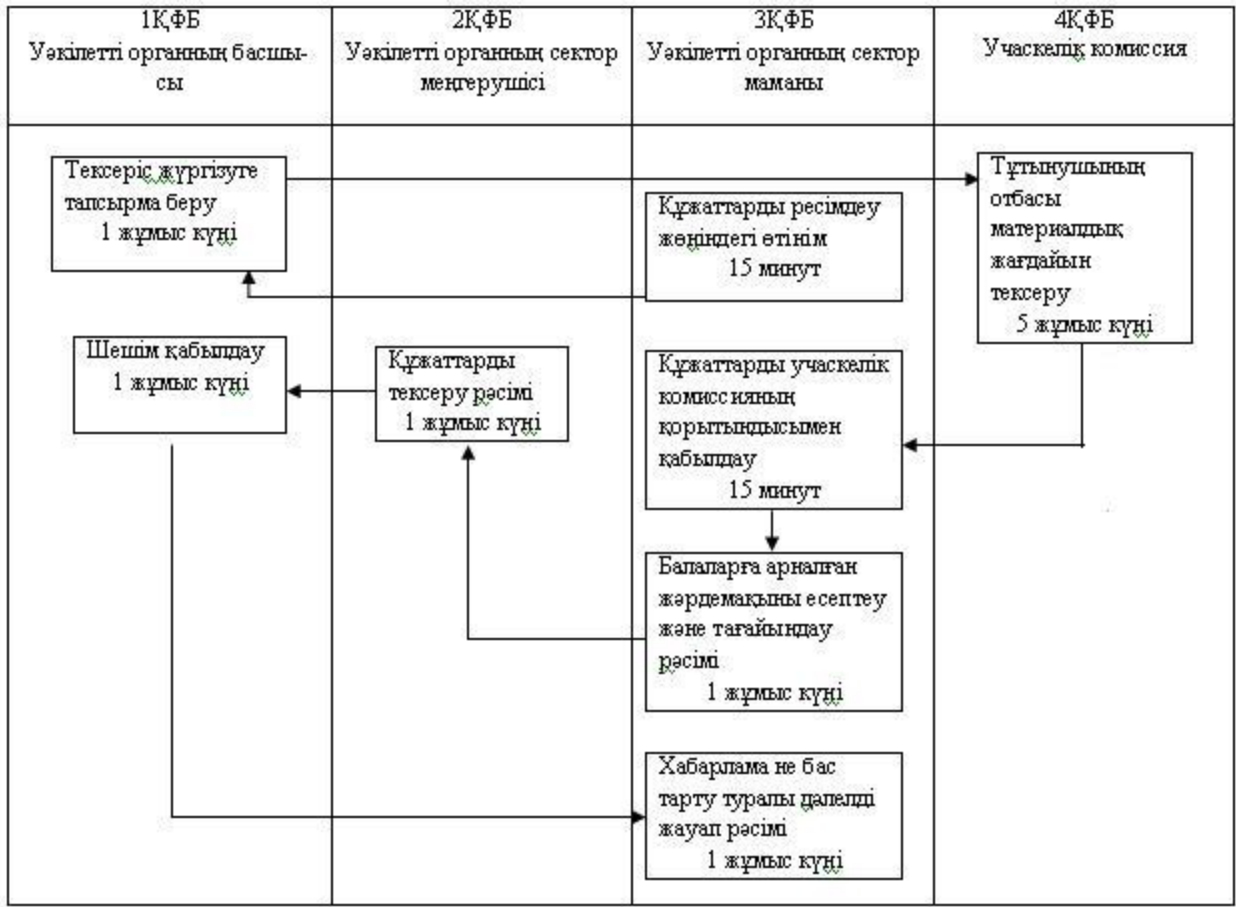 1ҚФБ
Уәкілетті органның басшы-
сы
2ҚФБ
Уәкілетті органның сектор
меңгерушісі
3ҚФБ
Уәкілетті органның сектор
маманы
4ҚФБ
Учаскелік комиссия
Тексеріс жүргізуге
тапсырма беру
1 жұмыс күні
Құжаттарды ресімдеу
жөніндегі өтінім
15 минут
Тұтынушының
отбасы
материалдық
жағдайын
тексеру
5 жұмыс күні
Шешім қабылдау
1 жұмыс күні
Құжаттарды
тексеру рәсімі
1 жұмыс күні
Құжаттарды учаскелік
комиссияның
қорытындысымен
қабылдау
15 минут
Балаларға арналған
жәрдемақыны есептеу
және тағайындау
рәсімі
1 жұмыс күні
Хабарлама не бас
тарту туралы дәлелді
жауап рәсімі
1 жұмыс күні